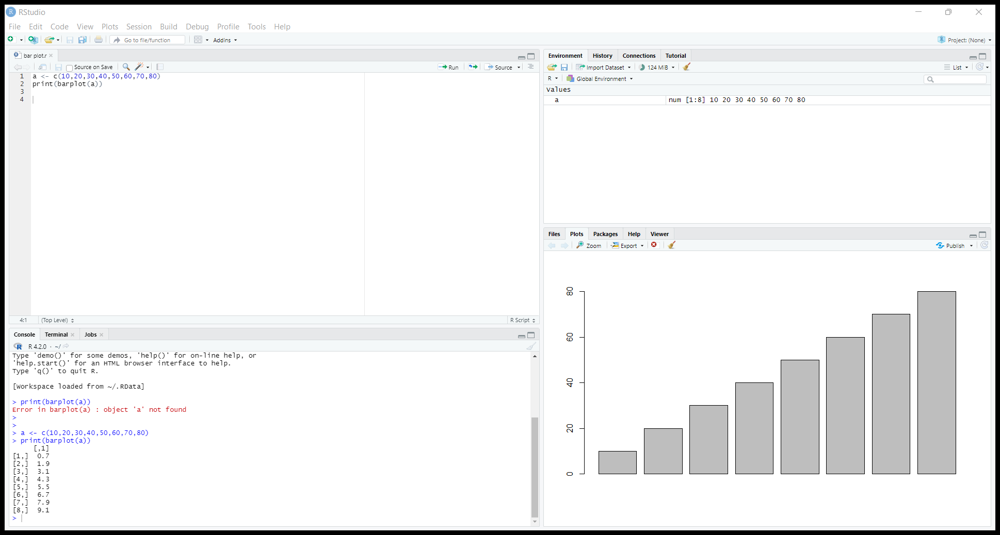 R RStudio
File Edit Code View Plots Session Build Debug Profile Tools Help
Go to file/function Addins Project: (None)
bar plot.r
Source on Save Run Source
1 a <- c(10,20,30,40,50,60,70,80)
2 print(barplot(a))
3
4
4:1 (Top Level) R Script
Console Terminal Jobs
R 4.2.0 · ~/
Type 'demo()' for some demos, 'help()' for on-line help, or
'help.start()' for an HTML browser interface to help.
Type 'q()' to quit R.
[Workspace loaded from ~/.RData]
> print(barplot(a))
Error in barplot(a) : object 'a' not found
>
>
> a <- c(10,20,30,40,50,60,70,80)
> print(barplot(a))
[,1]
[1,] 0.7
[2,] 1.9
[3,] 3.1
[4,] 4.3
[5,] 5.5
[6,] 6.7
[7,] 7.9
[8,] 9.1
>
Environment History Connections Tutorial
Import Dataset 124 MiB List
R Global Environment
Values
a num [1:8] 10 20 30 40 50 60 70 80
Files Plots Packages Help Viewer
Zoom Export Publish
80
60
40
20
0